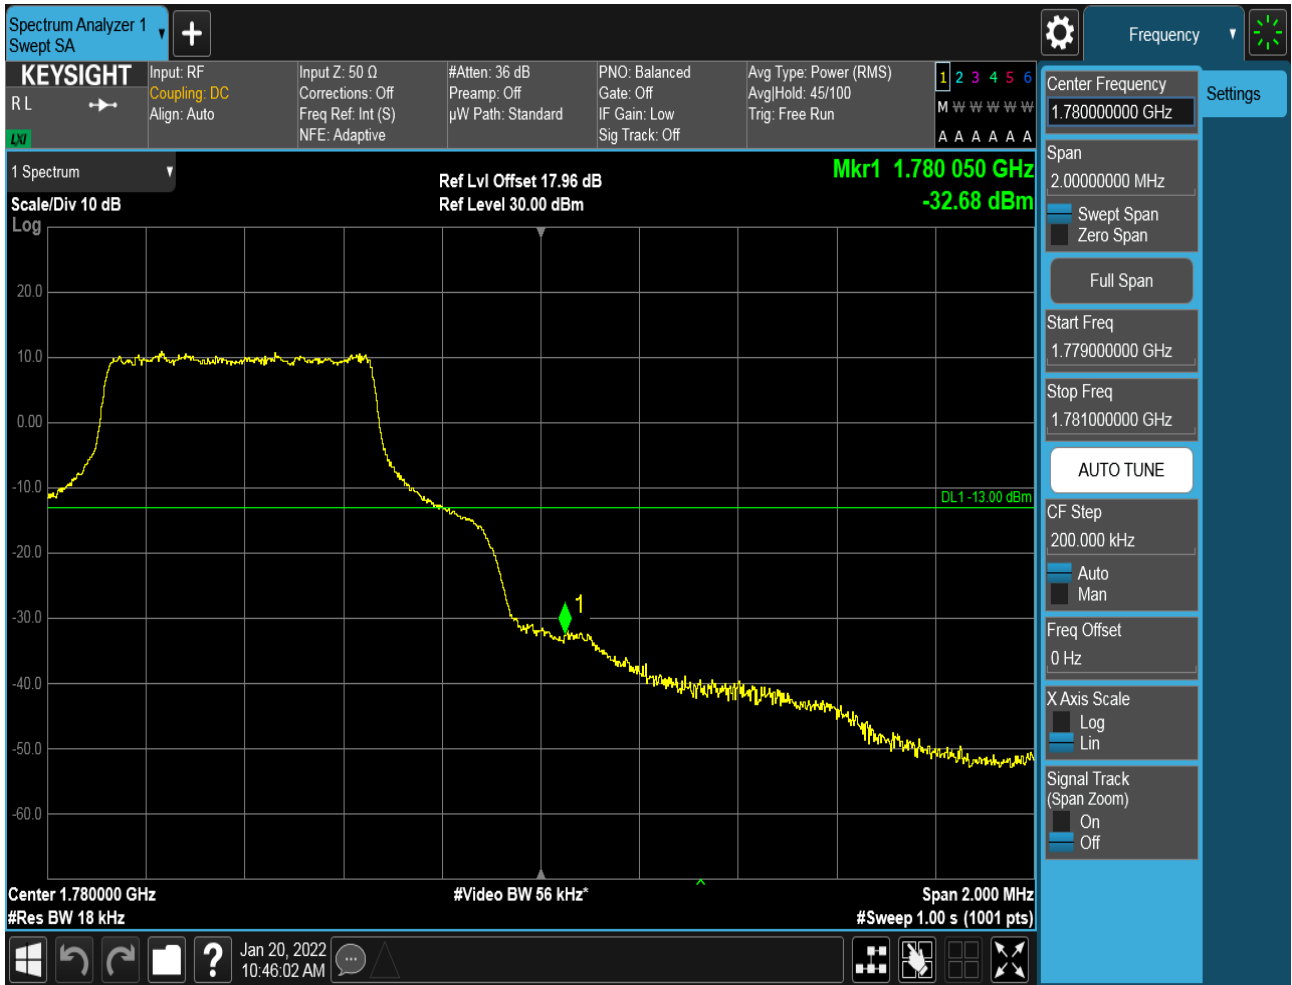 Spectrum Analyzer 1
Swept SA
Frequency
KEYSIGHT
R L
LXI
Input: RF
Coupling: DC
Align: Auto
Input Z: 50 Ω
Corrections: Off
Freq Ref: Int (S)
NFE: Adaptive
#Atten: 36 dB
Preamp: Off
µW Path: Standard
PNO: Balanced
Gate: Off
IF Gain: Low
Sig Track: Off
Avg Type: Power (RMS)
Avg|Hold: 45/100
Trig: Free Run
1 2 3 4 5 6
M W W W W W
A A A A A A
1 Spectrum
Scale/Div 10 dB
Log
Ref Lvl Offset 17.96 dB
Ref Level 30.00 dBm
Mkr1 1.780 050 GHz
-32.68 dBm
20.0
10.0
0.00
-10.0
-20.0
-30.0
-40.0
-50.0
-60.0
DL1 -13.00 dBm
1
Center 1.780000 GHz
#Res BW 18 kHz
#Video BW 56 kHz*
Span 2.000 MHz
#Sweep 1.00 s (1001 pts)
Jan 20, 2022
10:46:02 AM
Center Frequency
1.780000000 GHz
Settings
Span
2.00000000 MHz
Swept Span
Zero Span
Full Span
Start Freq
1.779000000 GHz
Stop Freq
1.781000000 GHz
AUTO TUNE
CF Step
200.000 kHz
Auto
Man
Freq Offset
0 Hz
X Axis Scale
Log
Lin
Signal Track
(Span Zoom)
On
Off